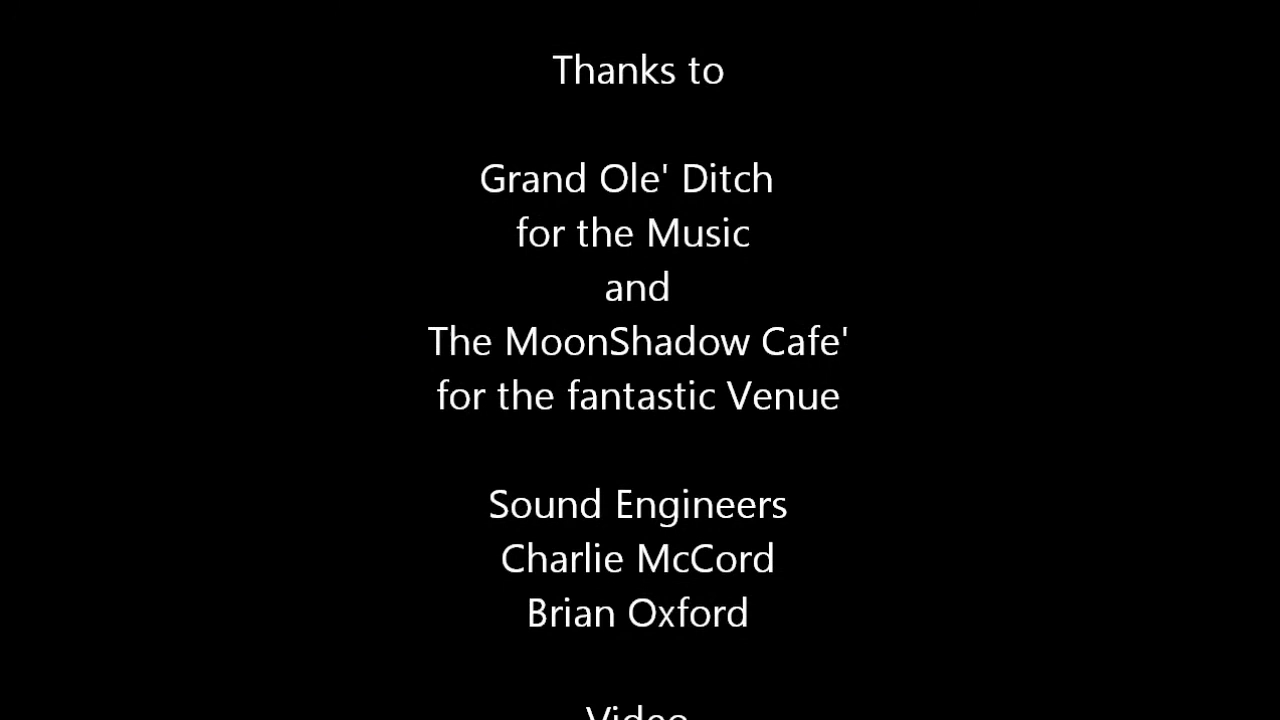 Thanks to
Grand Ole' Ditch
for the Music
and
The MoonShadow Cafe'
for the fantastic Venue
Sound Engineers
Charlie McCord
Brian Oxford
Video